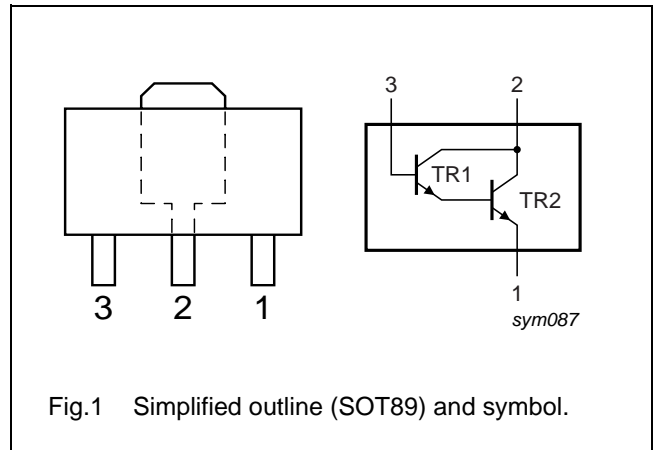 3 2
TR1
TR2
3 2 1
1
sym087
Fig.1 Simplified outline (SOT89) and symbol.